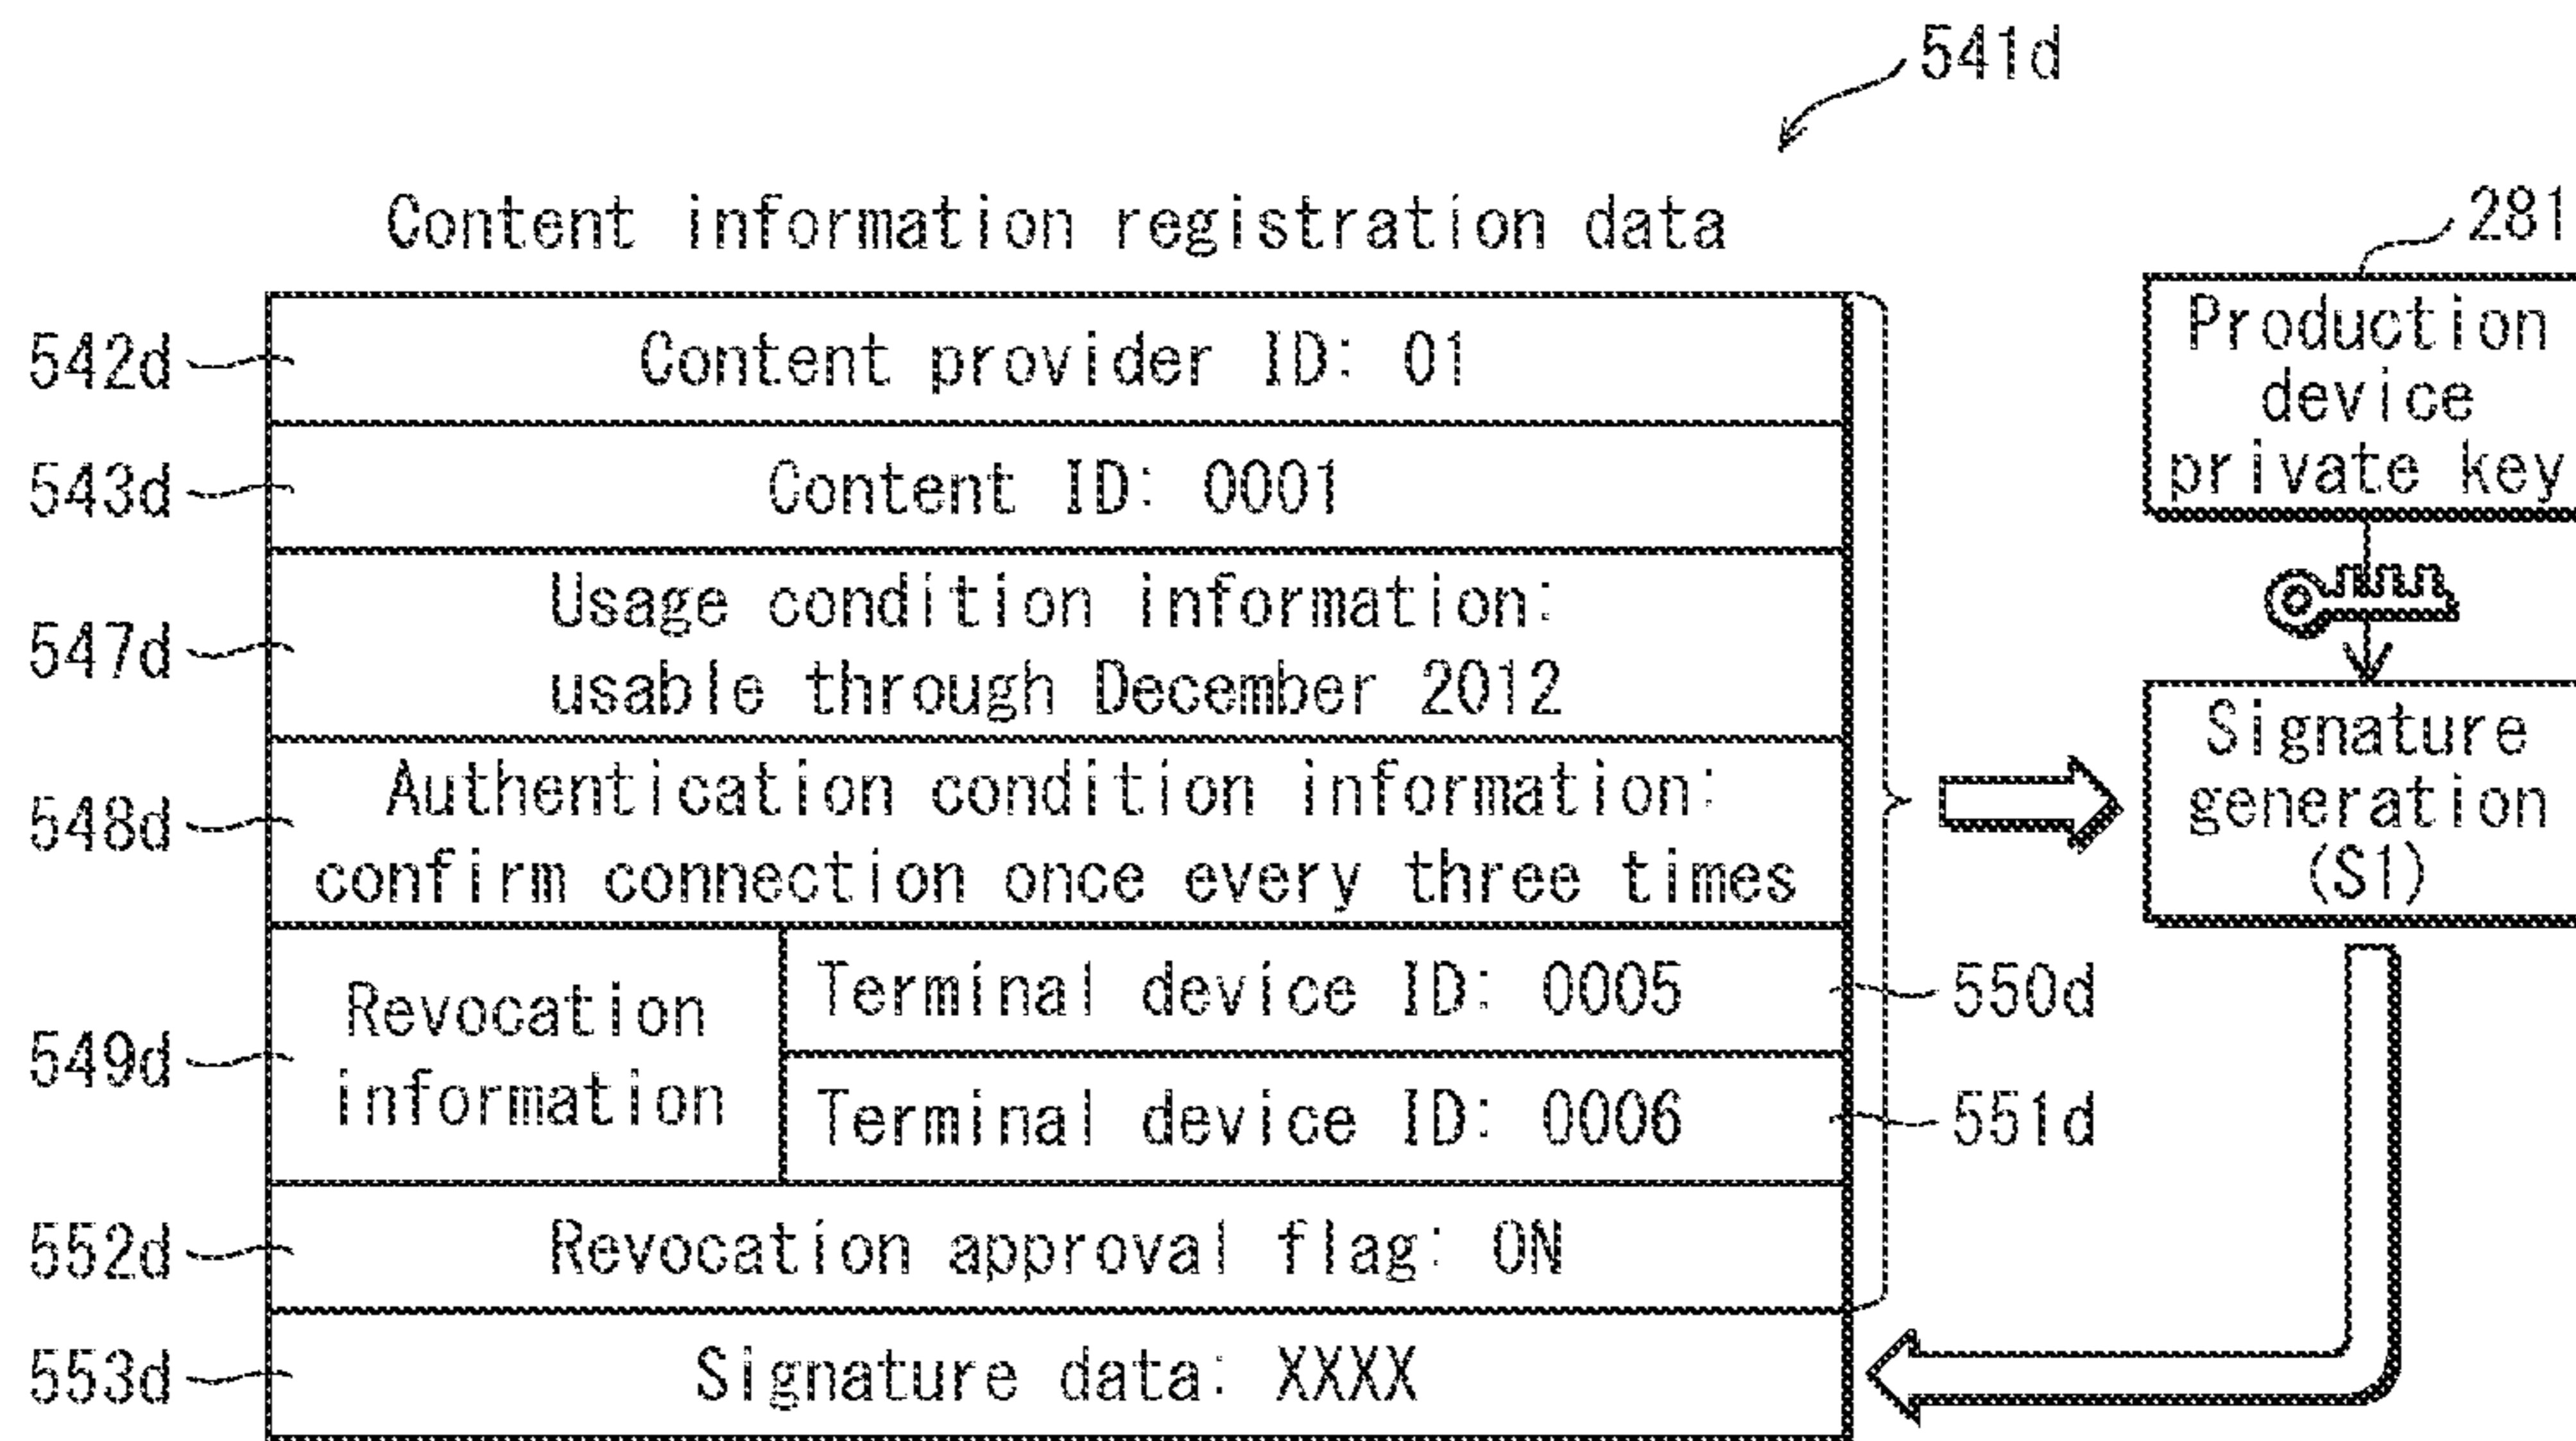 541d
Content information registration data
281
542d
Content provider ID: 01
Production
device
private key
543d
Content ID: 0001
547d
Usage condition information:
usable through December 2012
548d
Authentication condition information:
confirm connection once every three times
Signature
generation
(S1)
549d
Revocation
information
Terminal device ID: 0005
550d
Terminal device ID: 0006
551d
552d
Revocation approval flag: ON
553d
Signature data: XXXX